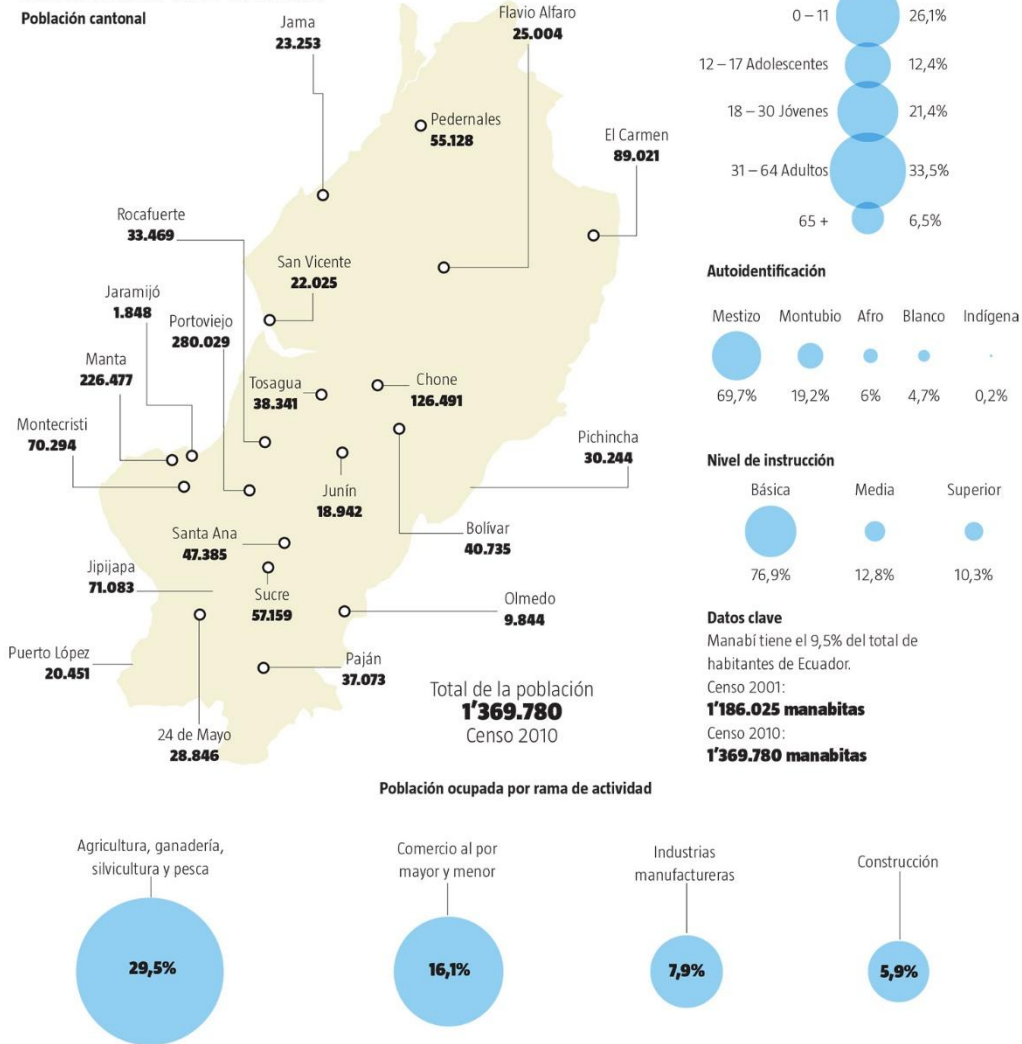 Población cantonal
Jama
23.253
Flavio Alfaro
25.004
Pedernales
55.128
El Carmen
89.021
Rocafuerte
33.469
San Vicente
22.025
Jaramijó
1.848
Portoviejo
280.029
Manta
226.477
Tosagua
38.341
Chone
126.491
Montecristi
70.294
Pichincha
30.244
Junín
18.942
Bolívar
40.735
Santa Ana
47.385
Jipijapa
71.083
Sucre
57.159
Olmedo
9.844
Puerto López
20.451
Paján
37.073
24 de Mayo
28.846
Total de la población
1’369.780
Censo 2010
0 – 11 26,1%
12 – 17 Adolescentes 12,4%
18 – 30 Jóvenes 21,4%
31 – 64 Adultos 33,5%
65 + 6,5%
Autoidentificación
Mestizo Montubio Afro Blanco Indígena
69,7% 19,2% 6% 4,7% 0,2%
Nivel de instrucción
Básica Media Superior
76,9% 12,8% 10,3%
Datos clave
Manabí tiene el 9,5% del total de
habitantes de Ecuador.
Censo 2001:
1’186.025 manabitas
Censo 2010:
1’369.780 manabitas
Población ocupada por rama de actividad
Agricultura, ganadería,
silvicultura y pesca
29,5%
Comercio al por
mayor y menor
16,1%
Industrias
manufactureras
7,9%
Construcción
5,9%